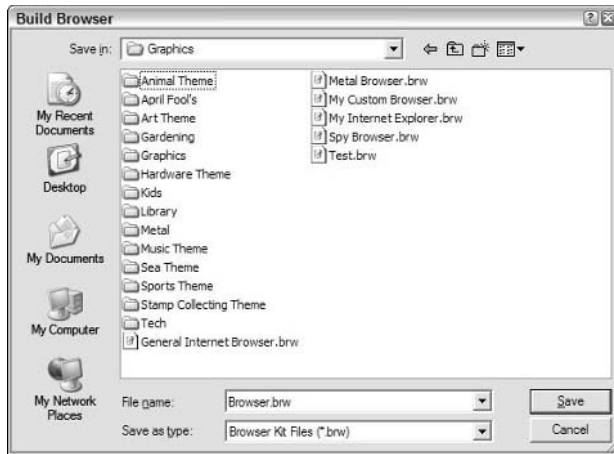 Build Browser
Save in: Graphics
My Recent Documents
Desktop
My Documents
My Computer
My Network Places
Animal Theme
April Fool's
Art Theme
Gardening
Graphics
Hardware Theme
Kids
Library
Metal
Music Theme
Sea Theme
Sports Theme
Stamp Collecting Theme
Tech
General Internet Browser.brw
Metal Browser.brw
My Custom Browser.brw
My Internet Explorer.brw
Spy Browser.brw
Test.brw
File name: Browser.brw
Save
Save as type: Browser Kit Files (*.brw)
Cancel